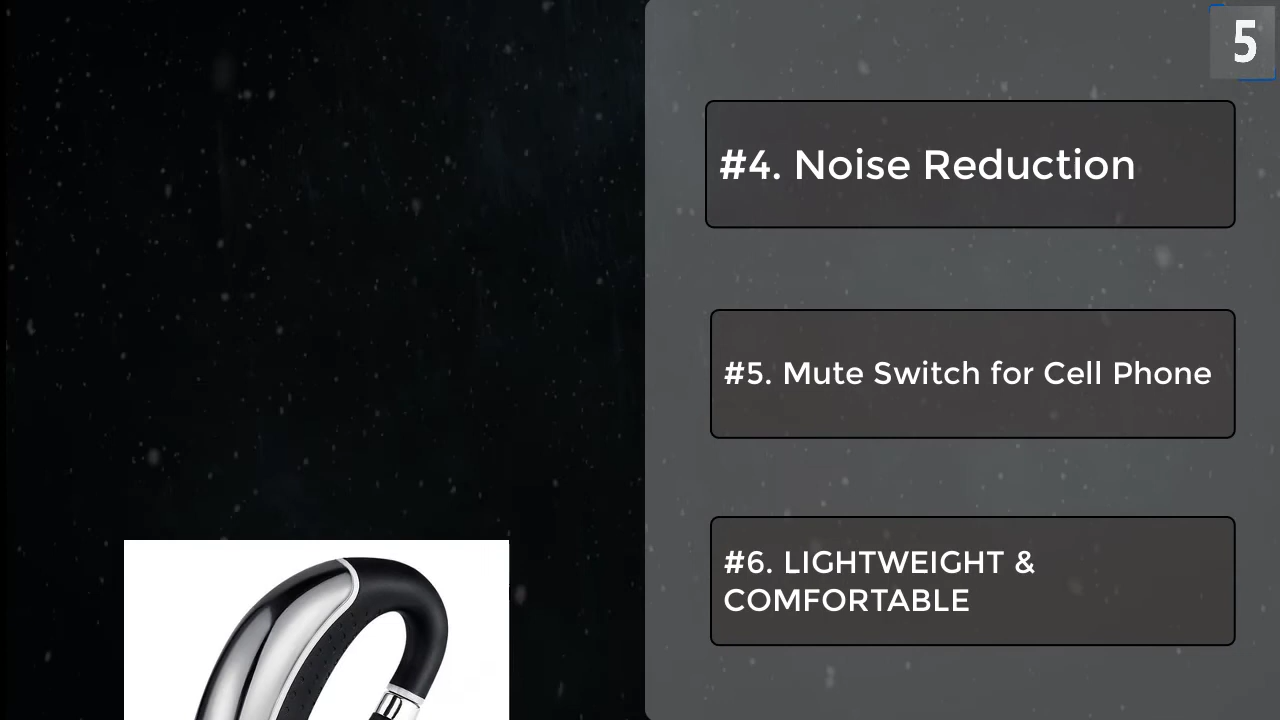 5
#4. Noise Reduction
#5. Mute Switch for Cell Phone
#6. LIGHTWEIGHT &
COMFORTABLE